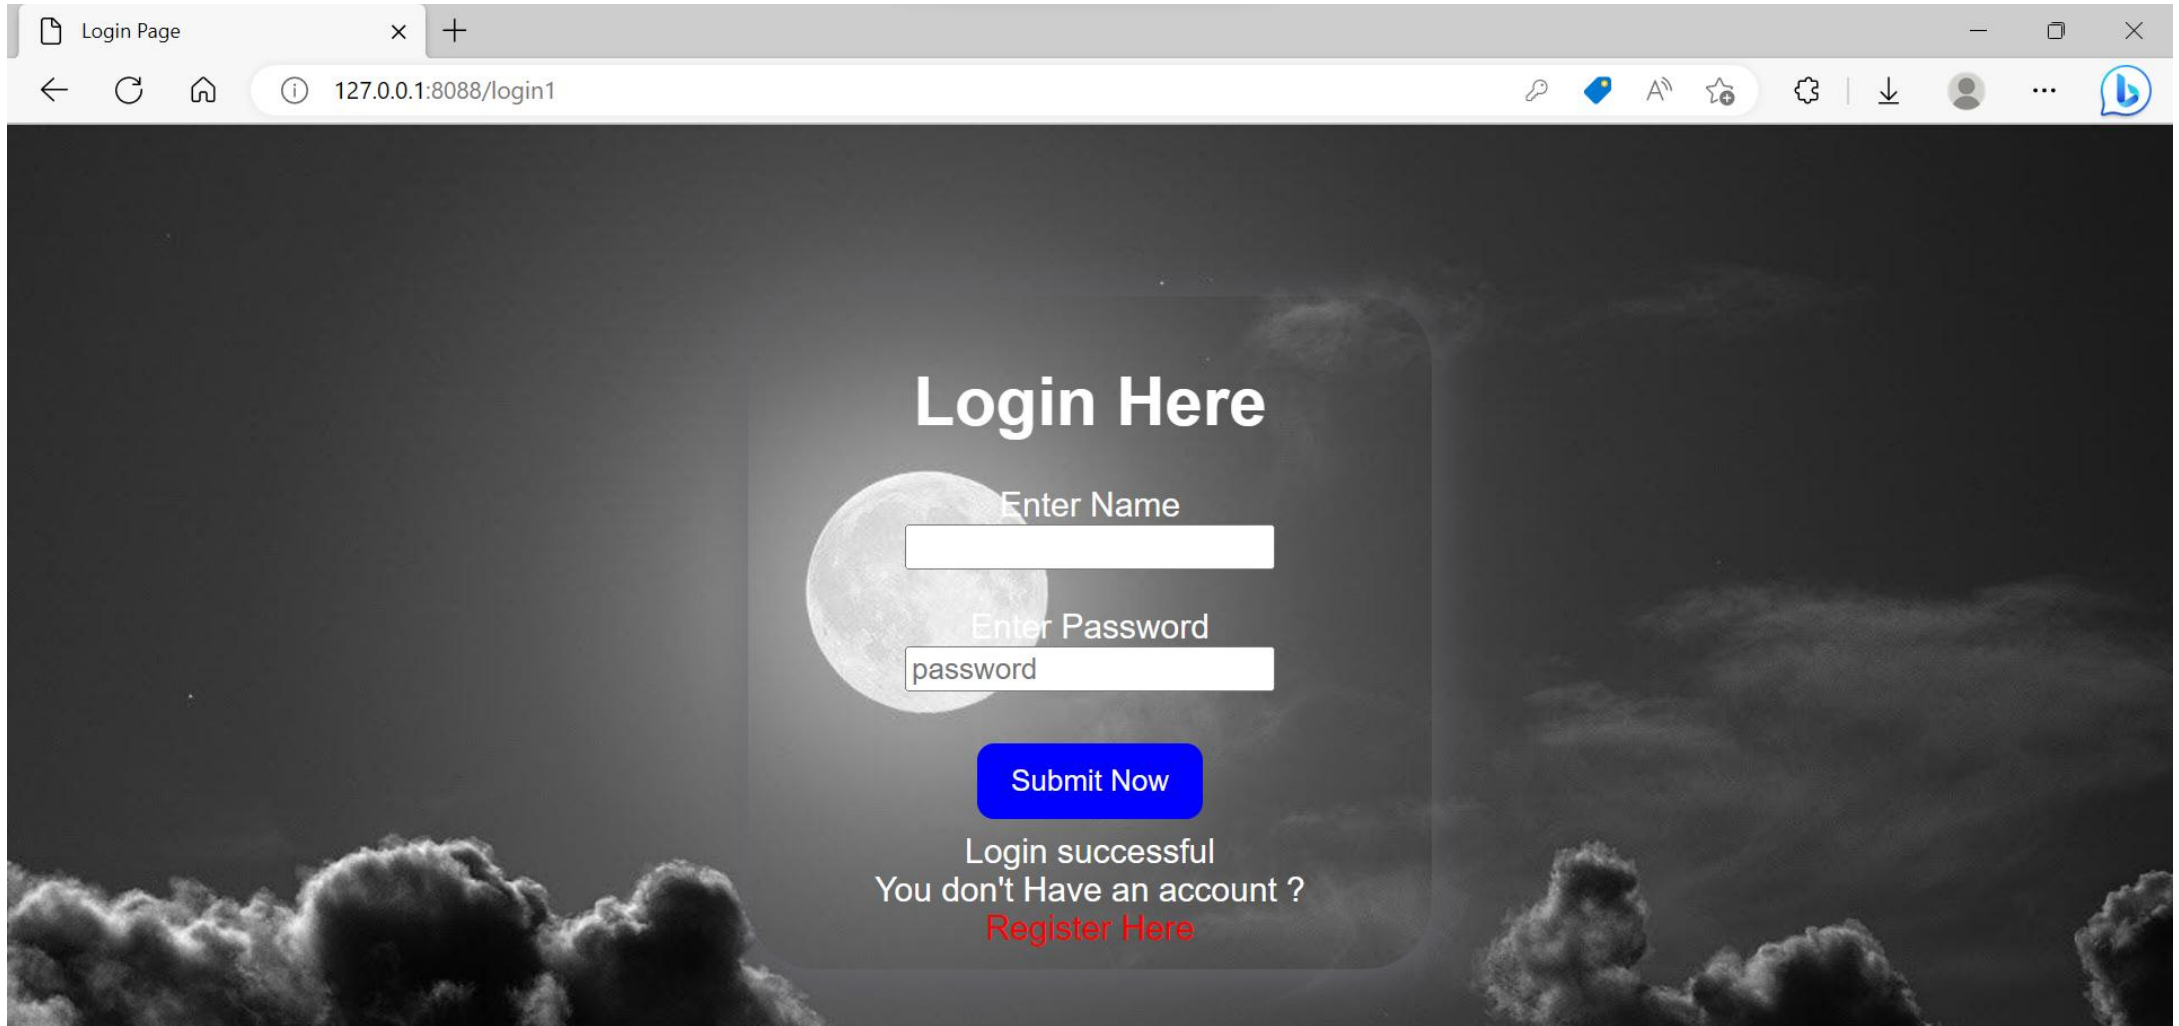 Login Page
127.0.0.1:8088/login1
Login Here
Enter Name
Enter Password
password
Submit Now
Login successful
You don't Have an account ?
Register Here